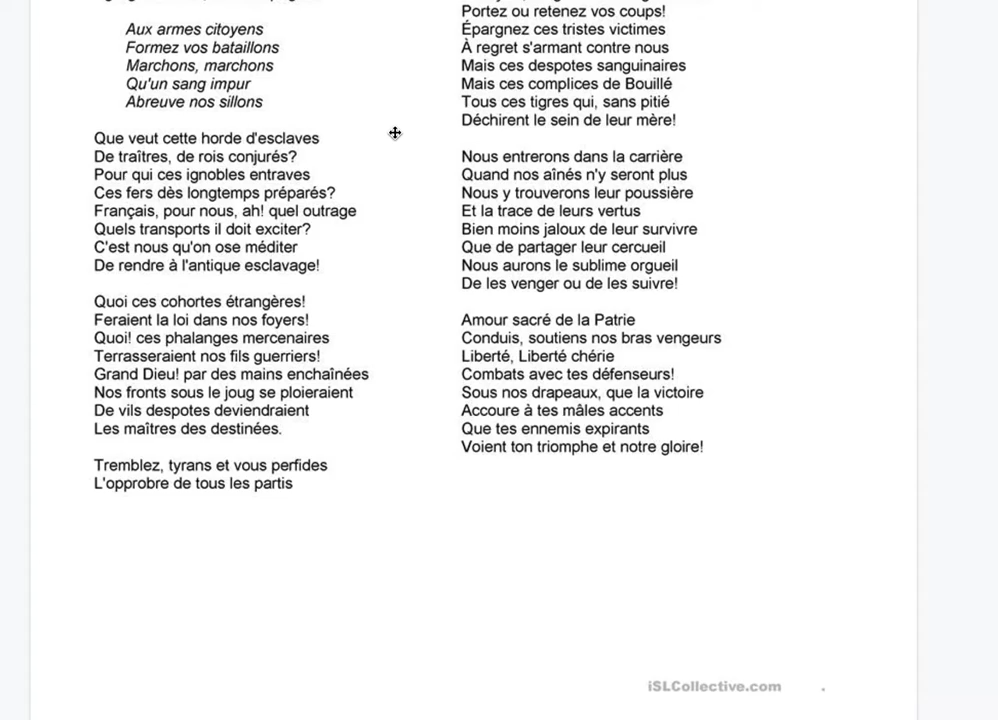 Aux armes citoyens
Formez vos bataillons
Marchons, marchons
Qu'un sang impur
Abreuve nos sillons
Que veut cette horde d'esclaves
De traîtres, de rois conjurés?
Pour qui ces ignobles entraves
Ces fers dès longtemps préparés?
Français, pour nous, ah! quel outrage
Quels transports il doit exciter?
C'est nous qu'on ose méditer
De rendre à l'antique esclavage!
Quoi ces cohortes étrangères!
Feraient la loi dans nos foyers!
Quoi! ces phalanges mercenaires
Terrasseraient nos fils guerriers!
Grand Dieu! par des mains enchaînées
Nos fronts sous le joug se ploieraient
De vils despotes deviendraient
Les maîtres des destinées.
Tremblez, tyrans et vous perfides
L'opprobre de tous les partis
Portez ou retenez vos coups!
Épargnez ces tristes victimes
À regret s'armant contre nous
Mais ces despotes sanguinaires
Mais ces complices de Bouillé
Tous ces tigres qui, sans pitié
Déchirent le sein de leur mère!
Nous entrerons dans la carrière
Quand nos aînés n'y seront plus
Nous y trouverons leur poussière
Et la trace de leurs vertus
Bien moins jaloux de leur survivre
Que de partager leur cercueil
Nous aurons le sublime orgueil
De les venger ou de les suivre!
Amour sacré de la Patrie
Conduis, soutiens nos bras vengeurs
Liberté, Liberté chérie
Combats avec tes défenseurs!
Sous nos drapeaux, que la victoire
Accoure à tes mâles accents
Que tes ennemis expirants
Voient ton triomphe et notre gloire!
iSLCollective.com